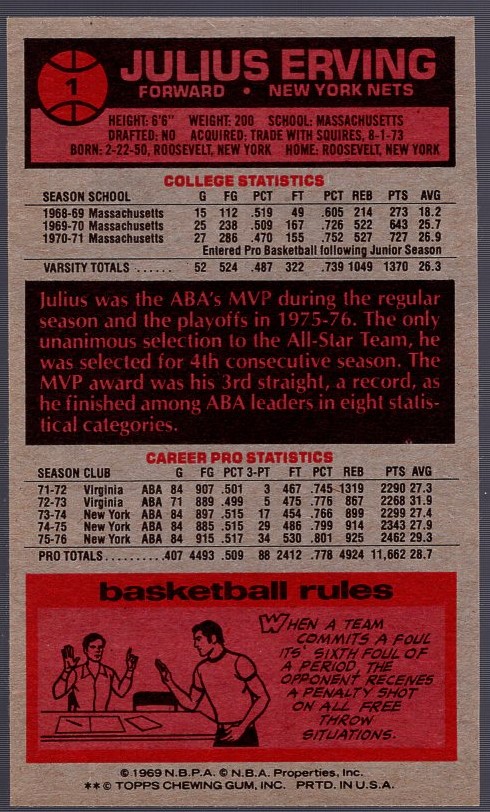 1
JULIUS ERVING
FORWARD • NEW YORK NETS
HEIGHT: 6'6" WEIGHT: 200 SCHOOL: MASSACHUSETTS
DRAFTED: NO ACQUIRED: TRADE WITH SQUIRES, 8-1-73
BORN: 2-22-50, ROOSEVELT, NEW YORK HOME: ROOSEVELT, NEW YORK
COLLEGE STATISTICS
SEASON SCHOOL G FG PCT FT PCT REB PTS AVG
1968-69 Massachusetts 15 112 .519 49 .605 214 273 18.2
1969-70 Massachusetts 25 238 .509 167 .726 522 643 25.7
1970-71 Massachusetts 27 286 .470 155 .752 527 727 26.9
Entered Pro Basketball following Junior Season
VARSITY TOTALS ...... 52 524 .487 322 .739 1049 1370 26.3
Julius was the ABA's MVP during the regular
season and the playoffs in 1975-76. The only
unanimous selection to the All-Star Team, he
was selected for 4th consecutive season. The
MVP award was his 3rd straight, a record, as
he finished among ABA leaders in eight statis-
tical categories.
CAREER PRO STATISTICS
SEASON CLUB G FG PCT 3-PT FT PCT REB PTS AVG
71-72 Virginia ABA 84 907 .501 3 467 .745 1319 2290 27.3
72-73 Virginia ABA 71 889 .499 5 475 .776 867 2268 31.9
73-74 New York ABA 84 897 .515 17 454 .766 899 2299 27.4
74-75 New York ABA 84 885 .515 29 486 .799 914 2343 27.9
75-76 New York ABA 84 915 .517 34 530 .801 925 2462 29.3
PRO TOTALS........... 407 4493 .509 88 2412 .778 4924 11,662 28.7
basketball rules
WHEN A TEAM
COMMITS A FOUL
ITS' SIXTH FOUL OF
A PERIOD, THE
OPPONENT RECEIVES
A PENALTY SHOT
ON ALL FREE
THROW
SITUATIONS.
© 1969 N.B.P.A. © N.B.A. Properties, Inc.
**© TOPPS CHEWING GUM, INC. PRTD. IN U.S.A.